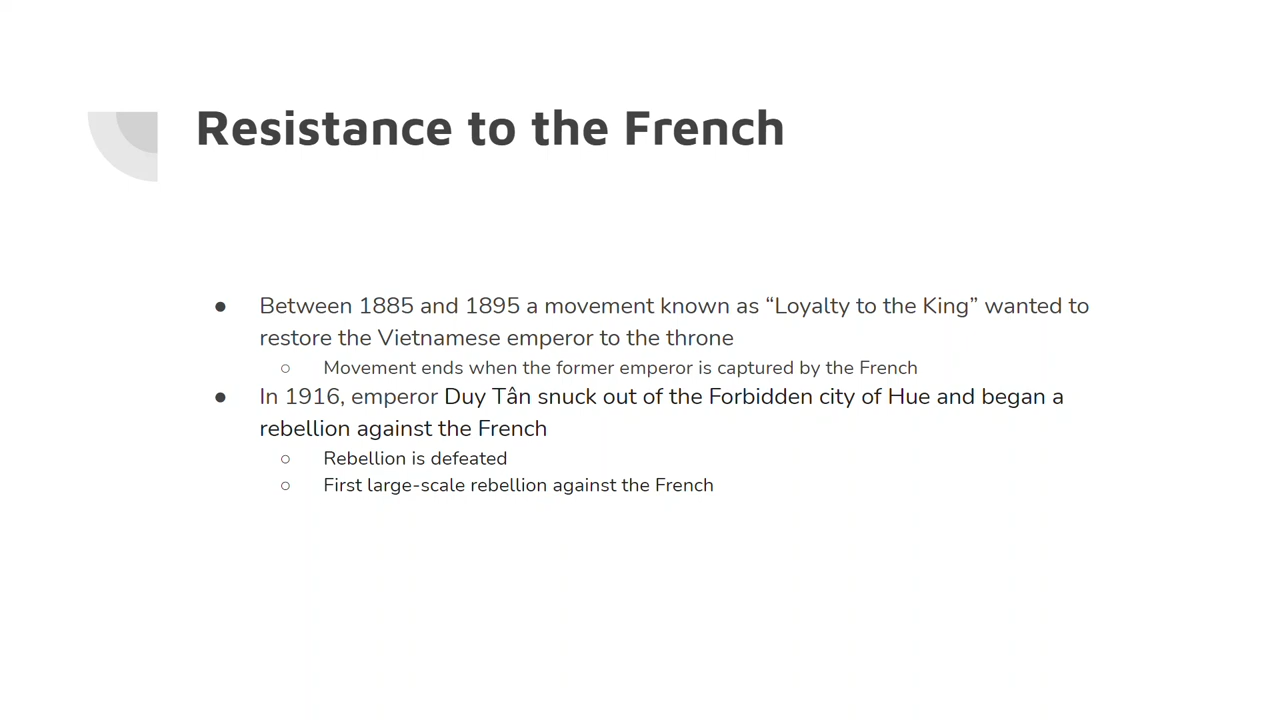 Resistance to the French
● Between 1885 and 1895 a movement known as “Loyalty to the King” wanted to
restore the Vietnamese emperor to the throne
○ Movement ends when the former emperor is captured by the French
● In 1916, emperor Duy Tân snuck out of the Forbidden city of Hue and began a
rebellion against the French
○ Rebellion is defeated
○ First large-scale rebellion against the French